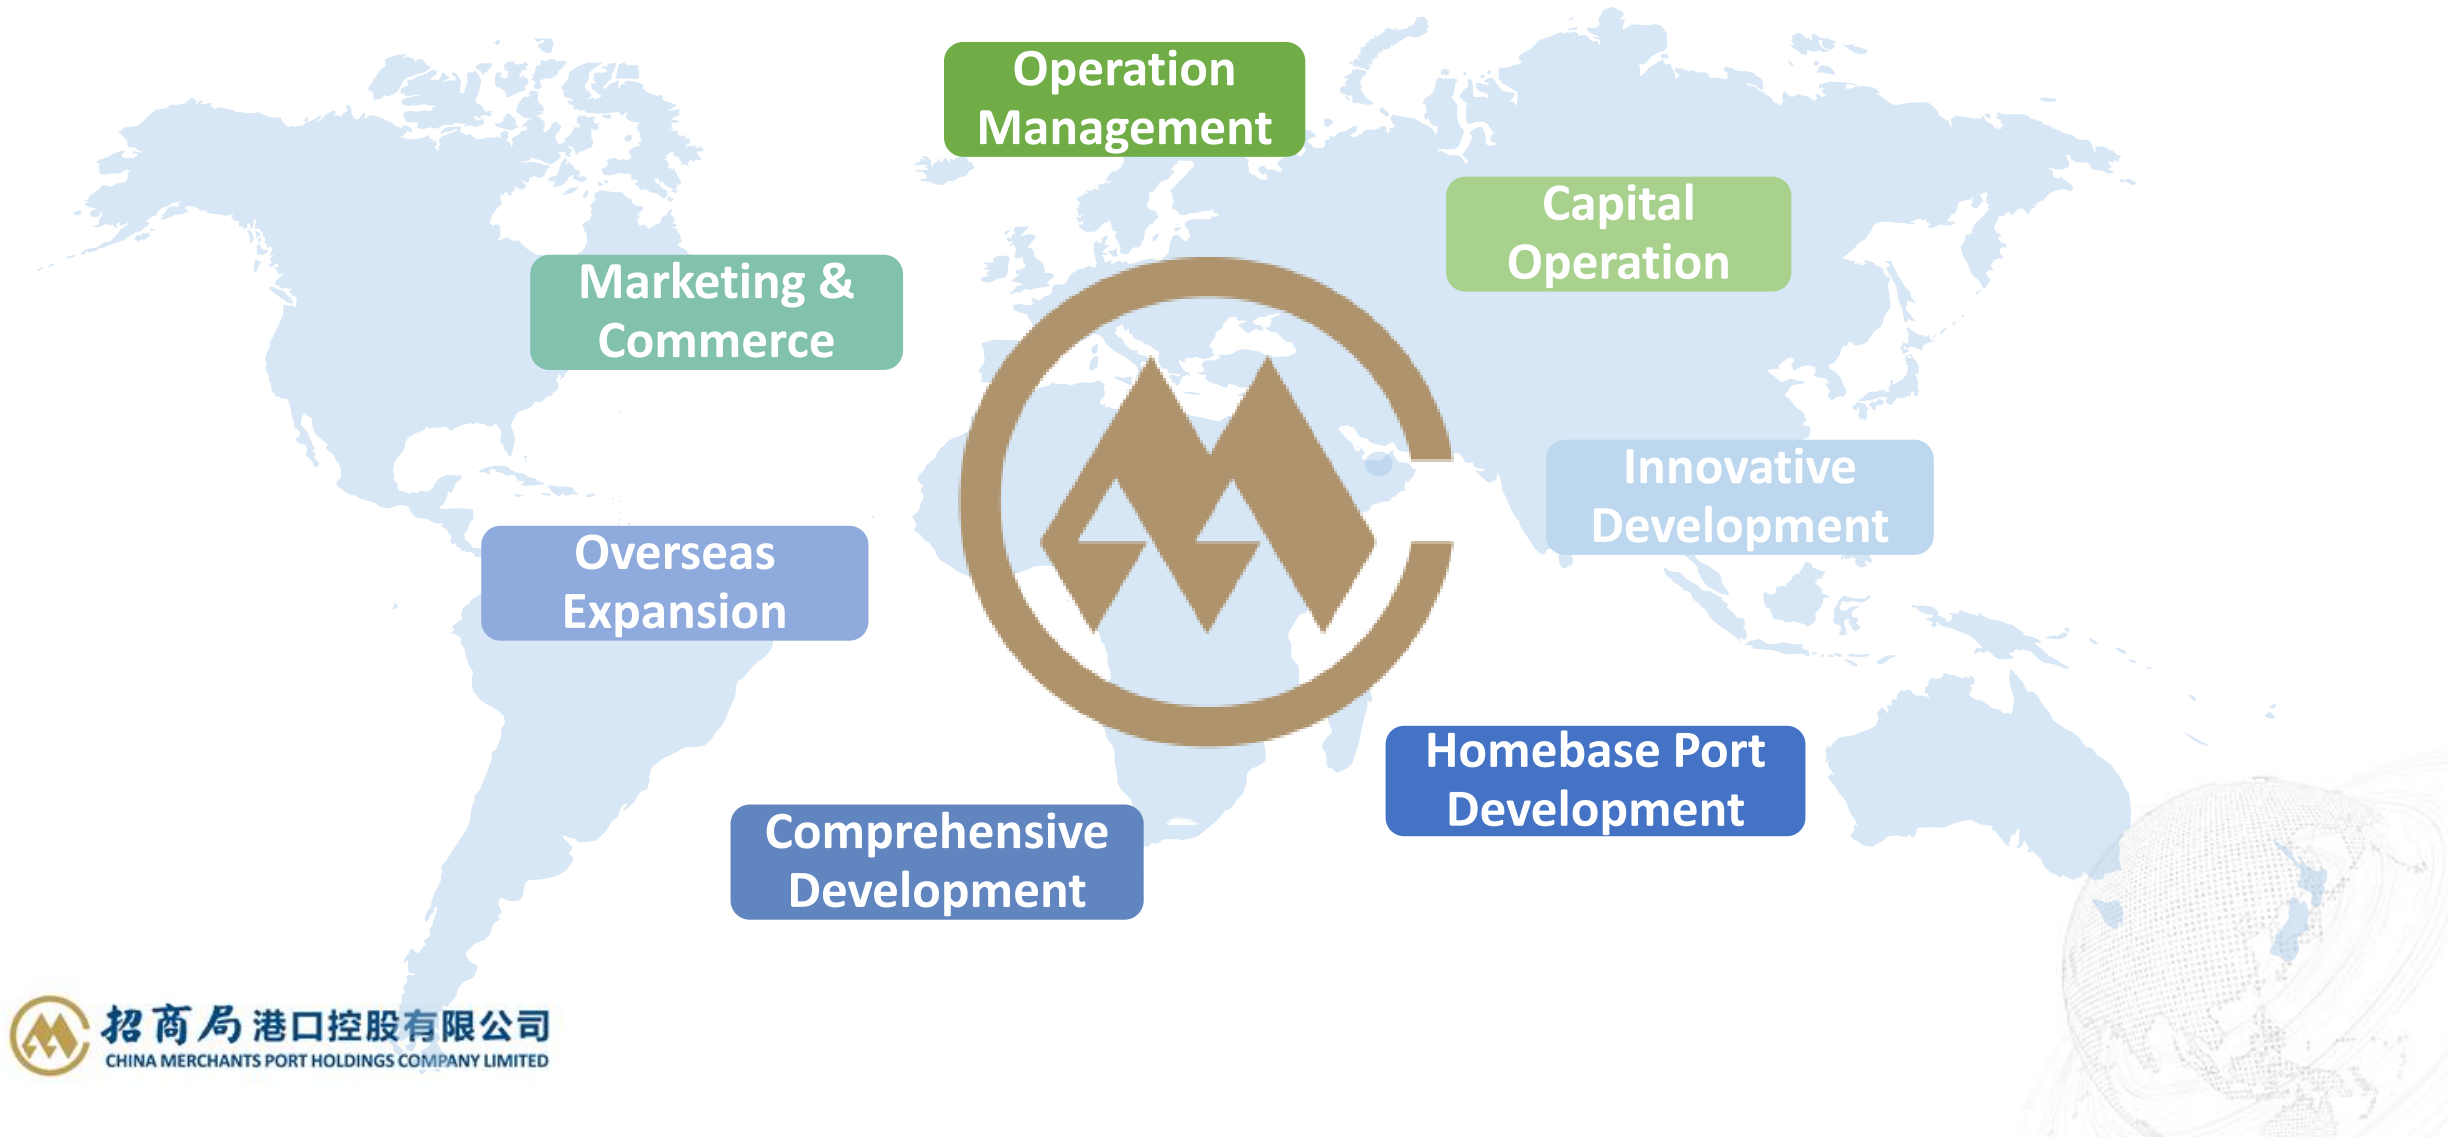 Operation
Management
Capital
Operation
Marketing &
Commerce
Innovative
Development
Overseas
Expansion
Homebase Port
Development
Comprehensive
Development
招商局港口控股有限公司
CHINA MERCHANTS PORT HOLDINGS COMPANY LIMITED